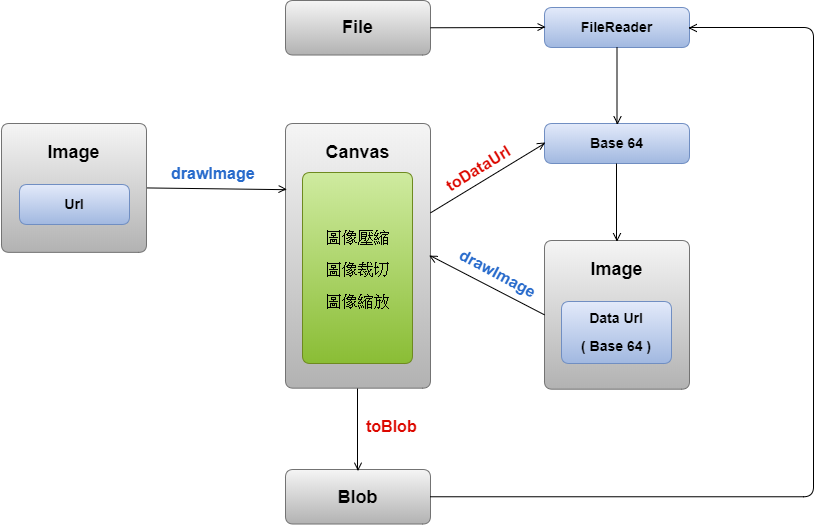 File
FileReader
Image
Url
drawImage
Canvas
圖像壓縮
圖像裁切
圖像縮放
toDataUrl
Base 64
drawImage
Image
Data Url
( Base 64 )
toBlob
Blob